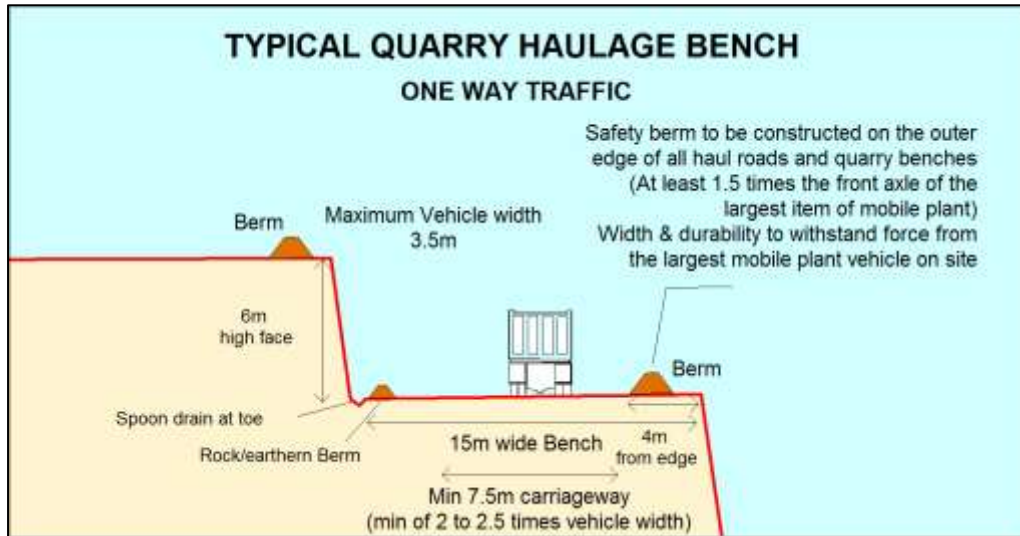 TYPICAL QUARRY HAULAGE BENCH
ONE WAY TRAFFIC
Safety berm to be constructed on the outer
edge of all haul roads and quarry benches
(At least 1.5 times the front axle of the
largest item of mobile plant)
Width & durability to withstand force from
the largest mobile plant vehicle on site
Berm
Maximum Vehicle width
3.5m
6m
high face
Berm
Spoon drain at toe
Rock/earthern Berm
15m wide Bench
4m
from edge
Min 7.5m carriageway
(min of 2 to 2.5 times vehicle width)